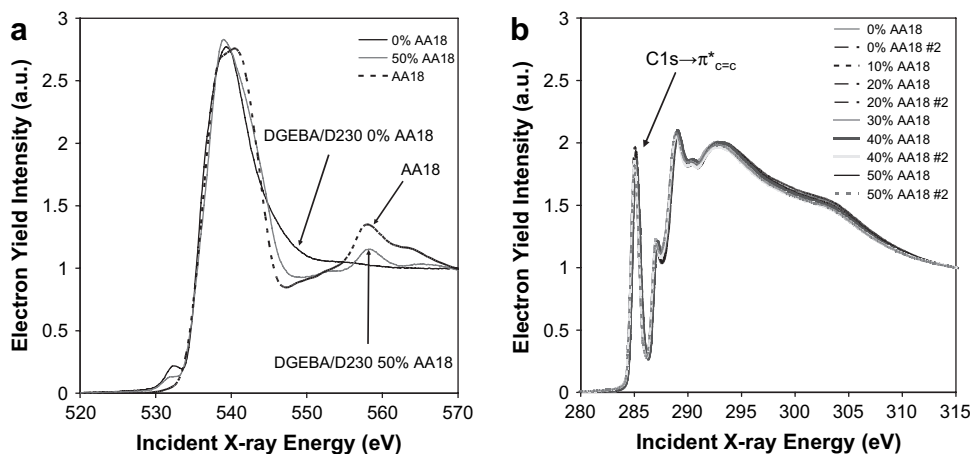 a
3
2.5
2
1.5
1
0.5
0
520
530
540
550
560
570
Electron Yield Intensity (a.u.)
Incident X-ray Energy (eV)
0% AA18
50% AA18
AA18
DGEBA/D230 0% AA18
AA18
DGEBA/D230 50% AA18
b
3
2.5
2
1.5
1
0.5
0
280
285
290
295
300
305
310
315
Electron Yield Intensity (a.u.)
Incident X-ray Energy (eV)
C1s→π*c=c
0% AA18
0% AA18 #2
10% AA18
20% AA18
20% AA18 #2
30% AA18
40% AA18
40% AA18 #2
50% AA18
50% AA18 #2